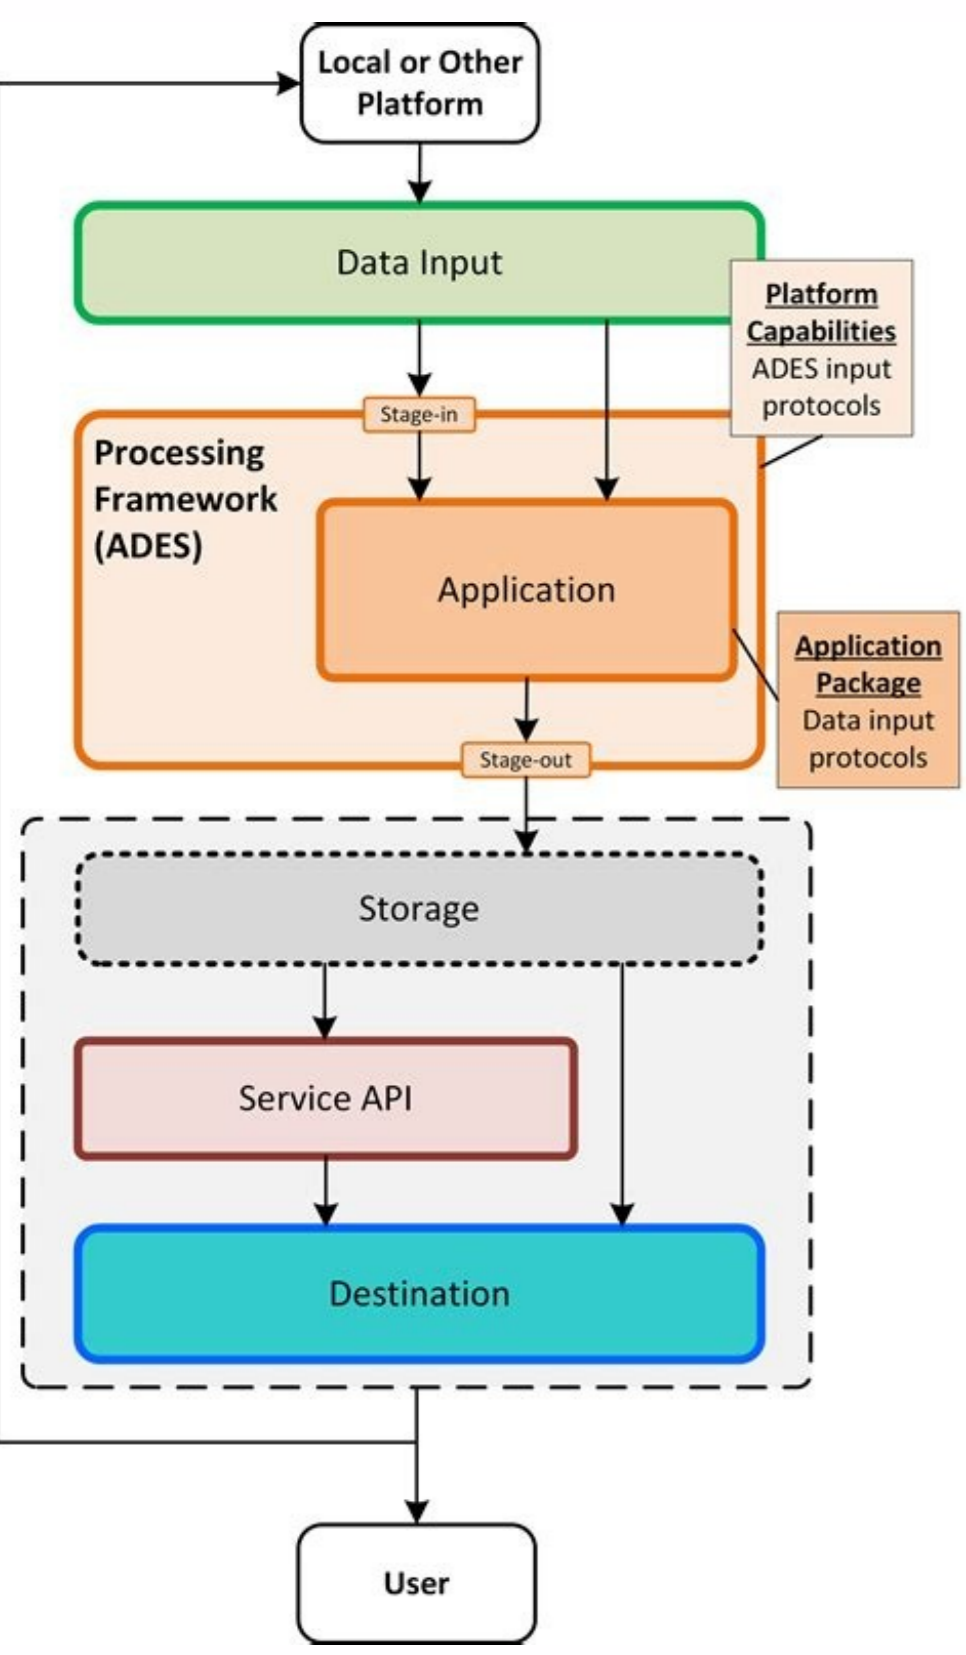 Local or Other
Platform
Data Input
Platform
Capabilities
ADES input
protocols
Stage-in
Processing
Framework
(ADES)
Application
Application
Package
Data input
protocols
Stage-out
Storage
Service API
Destination
User